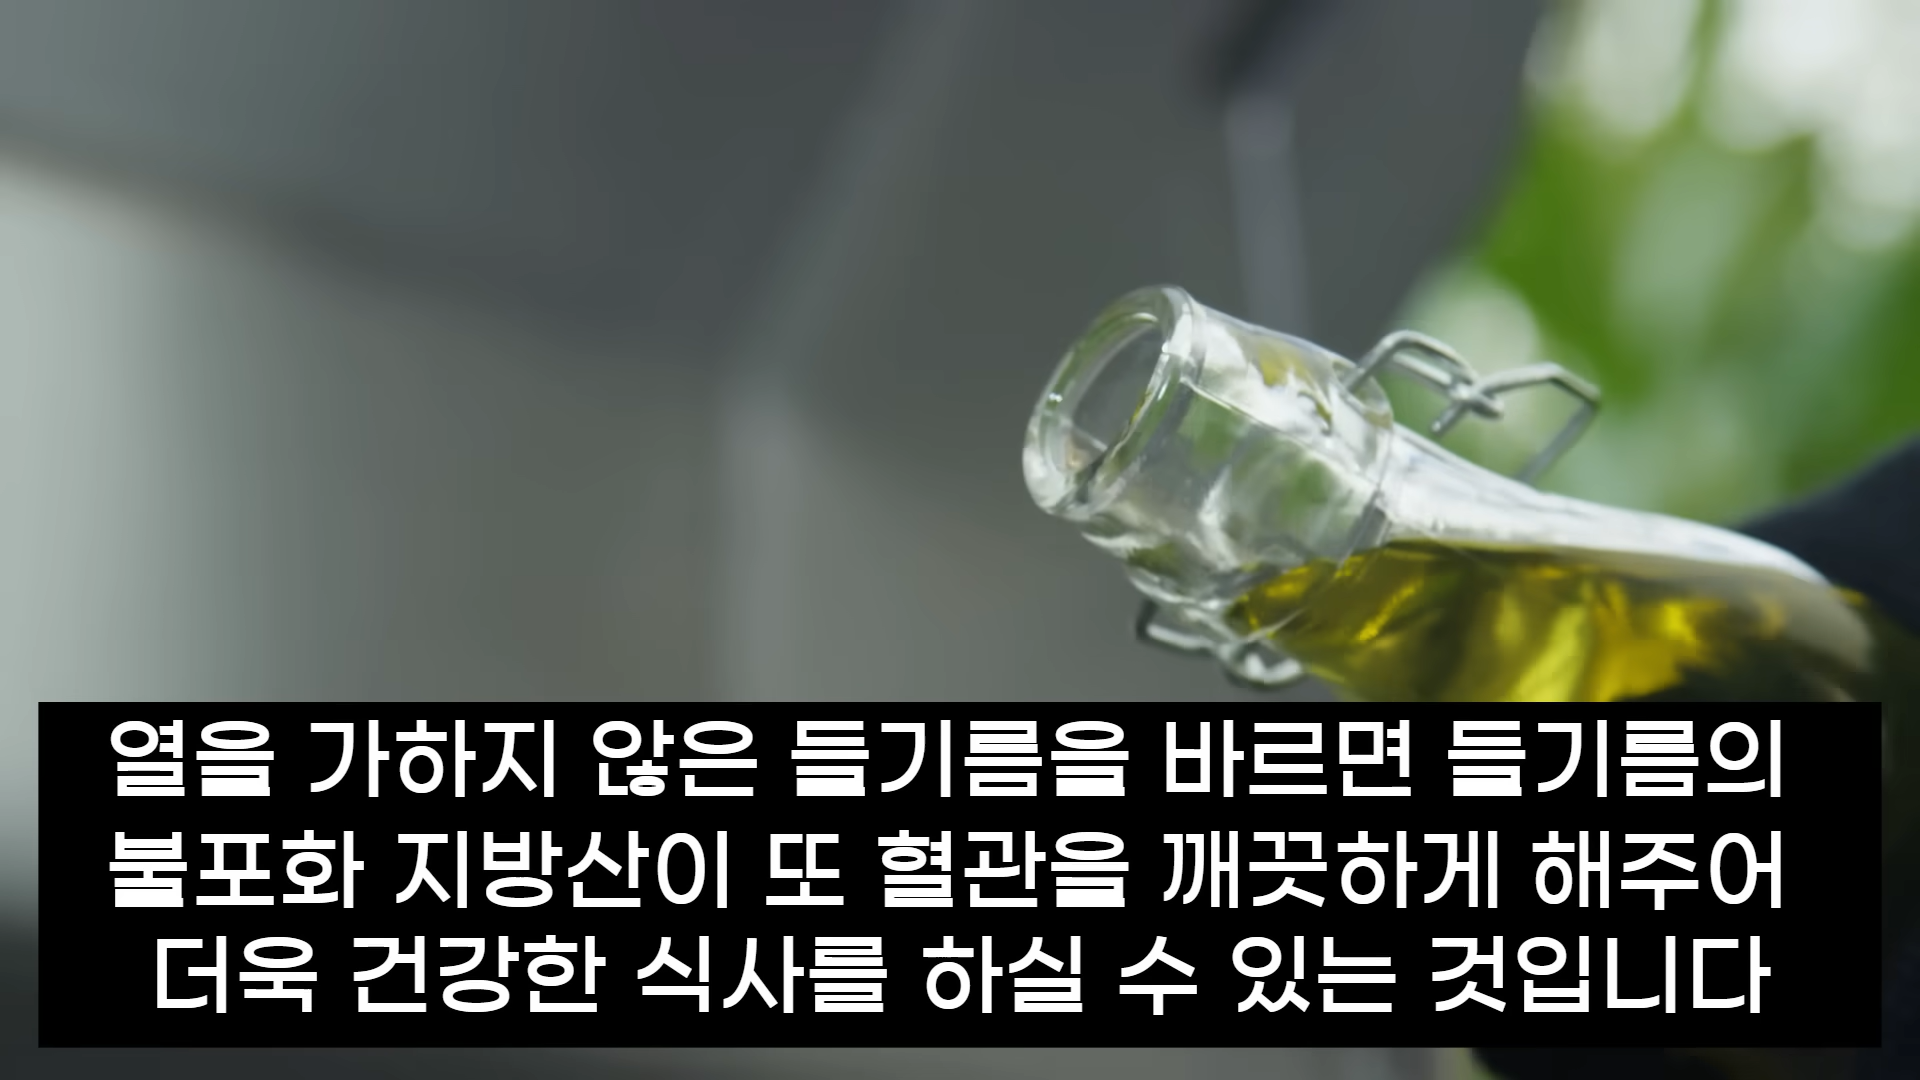 열을 가하지 않은 들기름을 바르면 들기름의
불포화 지방산이 또 혈관을 깨끗하게 해주어
더욱 건강한 식사를 하실 수 있는 것입니다